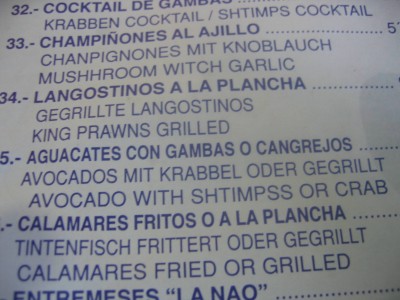 32.- COCKTAIL DE GAMBAS
KRABBEN COCKTAIL / SHTIMPS COCKTAIL
33.- CHAMPIÑONES AL AJILLO
CHANPIGNONES MIT KNOBLAUCH
MUSHHROOM WITCH GARLIC
34.- LANGOSTINOS A LA PLANCHA
GEGRILLTE LANGOSTINOS
KING PRAWNS GRILLED
5.- AGUACATES CON GAMBAS O CANGREJOS
AVOCADOS MIT KRABBEL ODER GEGRILLT
AVOCADO WITH SHTIMPSS OR CRAB
.- CALAMARES FRITOS O A LA PLANCHA
TINTENFISCH FRITTERT ODER GEGRILLT
CALAMARES FRIED OR GRILLED
ENTREMESES "LA NAO"